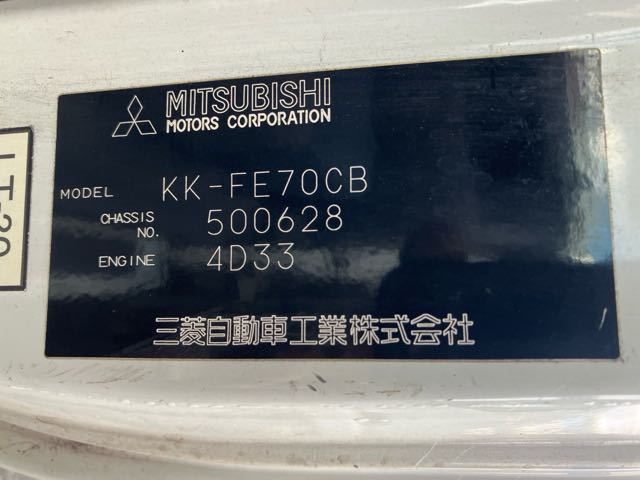 MITSUBISHI
MOTORS CORPORATION
MODEL KK-FE70CB
CHASSIS NO. 500628
ENGINE 4D33
三菱自動車工業株式会社